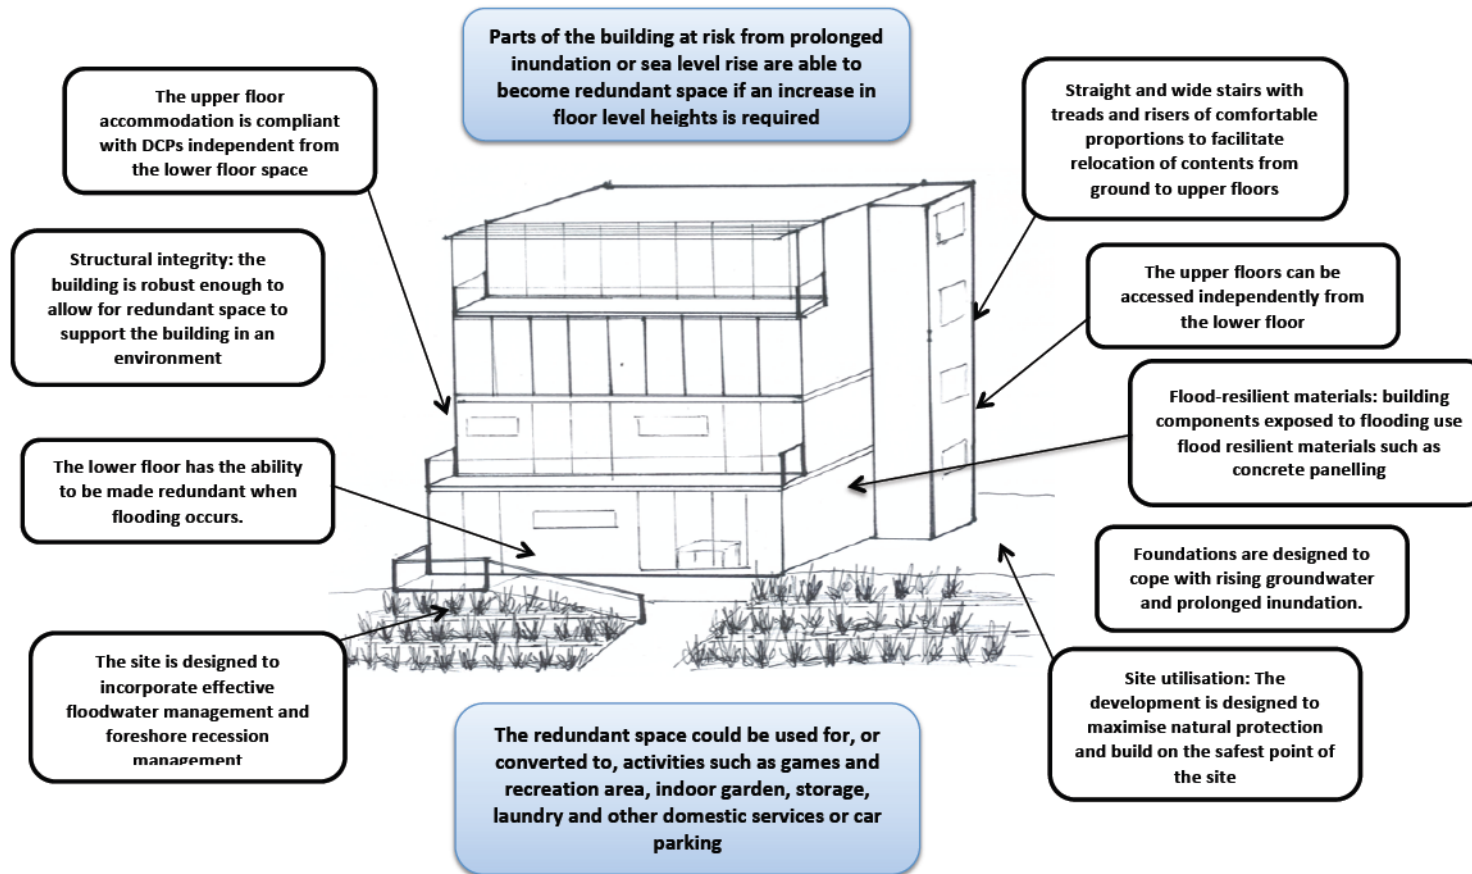 Parts of the building at risk from prolonged
inundation or sea level rise are able to
become redundant space if an increase in
floor level heights is required
The upper floor
accommodation is compliant
with DCPs independent from
the lower floor space
Straight and wide stairs with
treads and risers of comfortable
proportions to facilitate
relocation of contents from
ground to upper floors
Structural integrity: the
building is robust enough to
allow for redundant space to
support the building in an
environment
The upper floors can be
accessed independently from
the lower floor
Flood-resilient materials: building
components exposed to flooding use
flood resilient materials such as
concrete panelling
The lower floor has the ability
to be made redundant when
flooding occurs.
Foundations are designed to
cope with rising groundwater
and prolonged inundation.
The site is designed to
incorporate effective
floodwater management and
foreshore recession
management
Site utilisation: The
development is designed to
maximise natural protection
and build on the safest point of
the site
The redundant space could be used for, or
converted to, activities such as games and
recreation area, indoor garden, storage,
laundry and other domestic services or car
parking